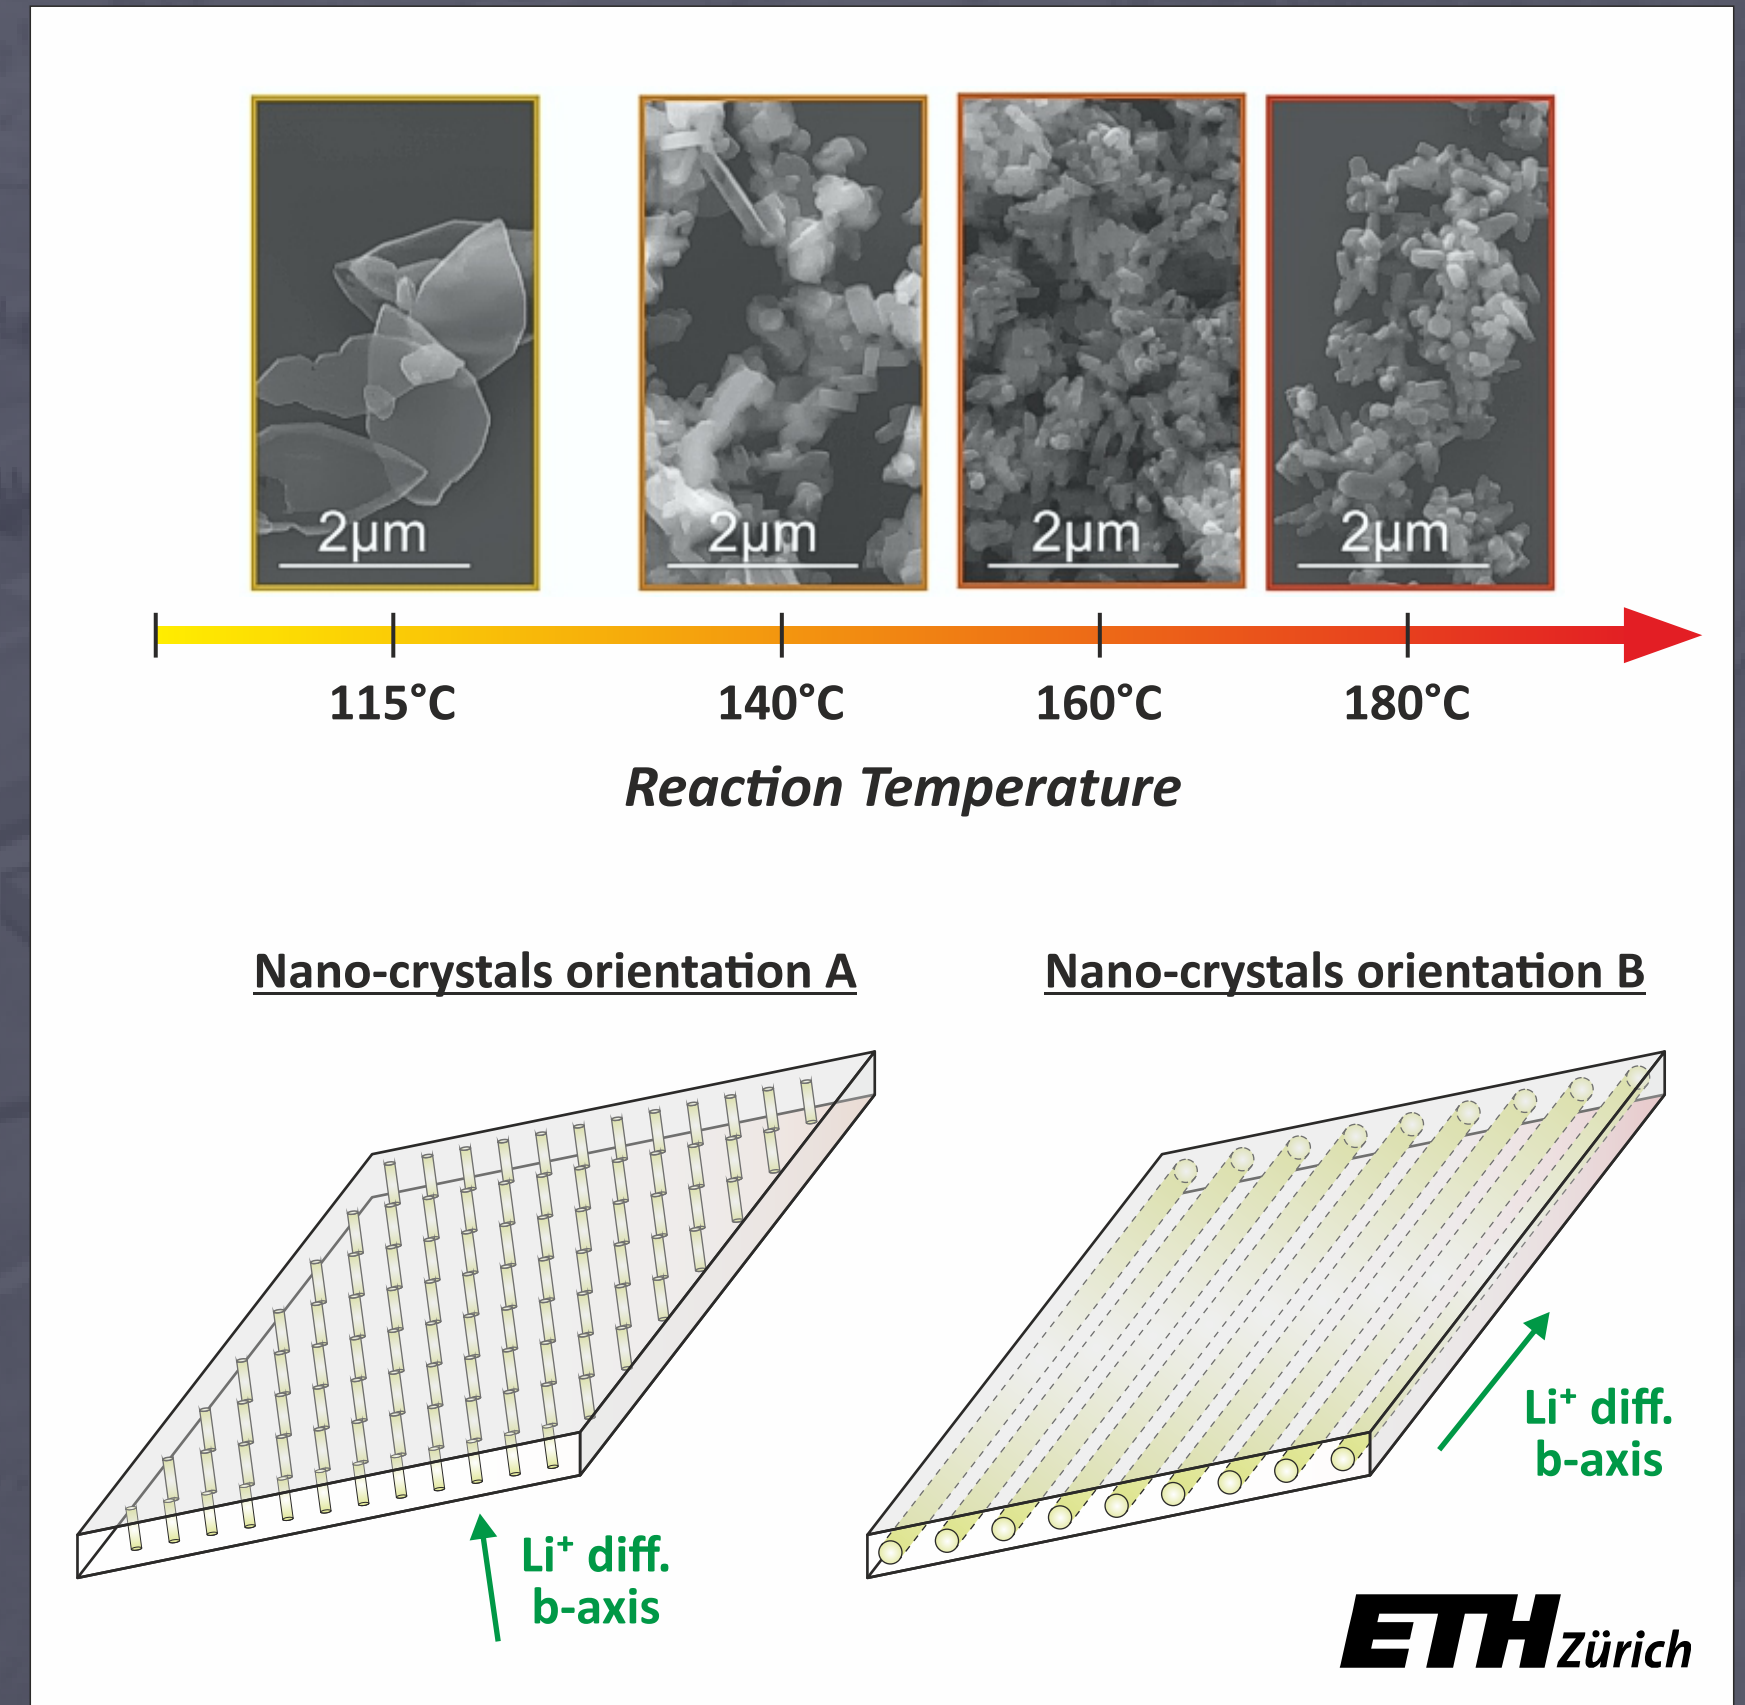 2µm
2µm
2µm
2µm
115°C
140°C
160°C
180°C
Reaction Temperature
Nano-crystals orientation A
Nano-crystals orientation B
Li⁺ diff.
b-axis
Li⁺ diff.
b-axis
ETH Zürich